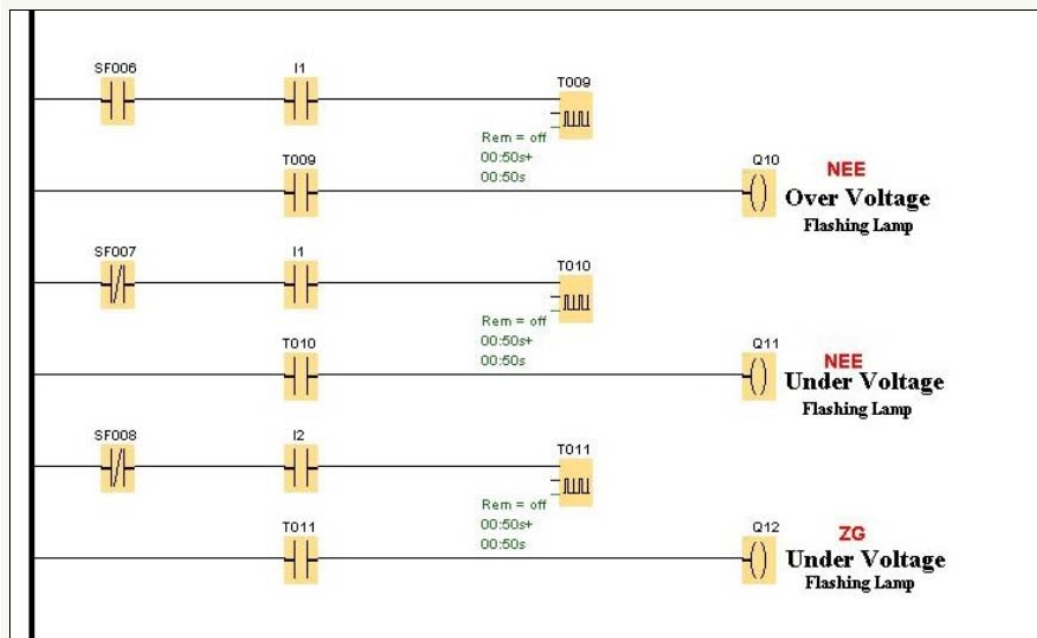 SF006 I1 T009
Rem = off
00:50s+
00:50s
T009 Q10 NEE
Over Voltage
Flashing Lamp
SF007 I1 T010
Rem = off
00:50s+
00:50s
T010 Q11 NEE
Under Voltage
Flashing Lamp
SF008 I2 T011
Rem = off
00:50s+
00:50s
T011 Q12 ZG
Under Voltage
Flashing Lamp